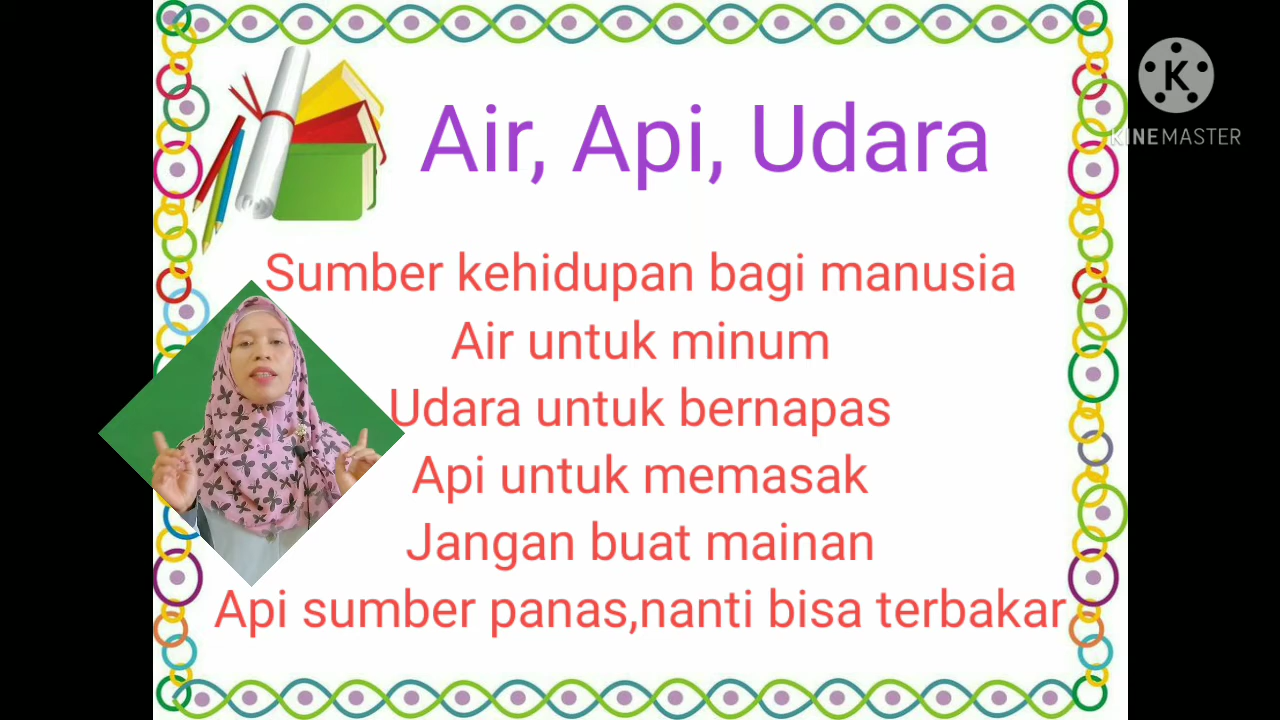 Air, Api, Udara
K
KINEMASTER
Sumber kehidupan bagi manusia
Air untuk minum
Udara untuk bernapas
Api untuk memasak
Jangan buat mainan
Api sumber panas,nanti bisa terbakar